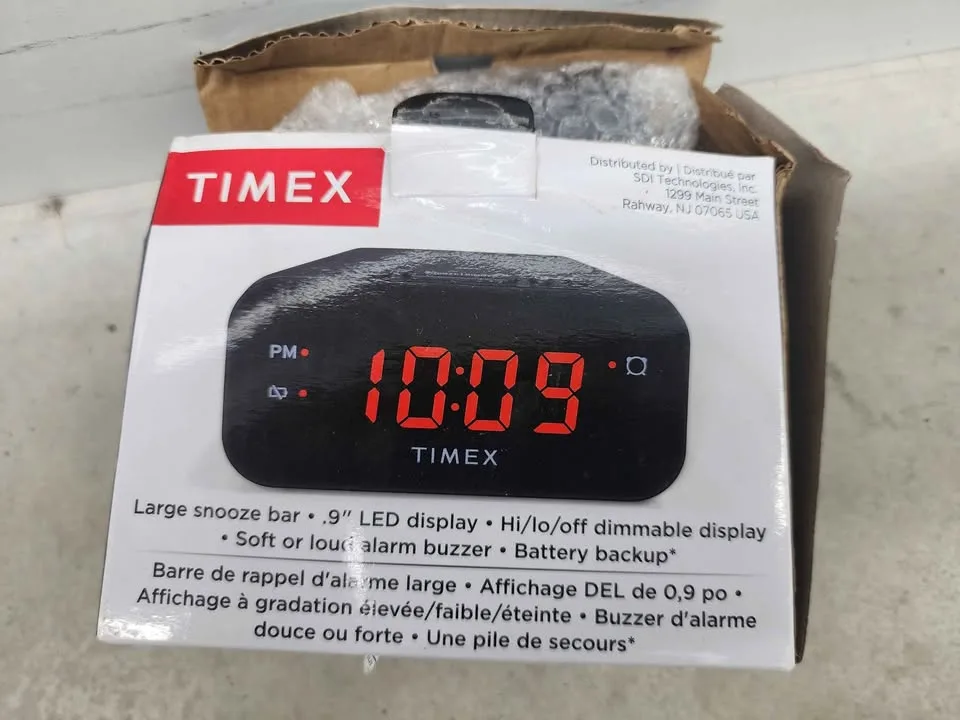 TIMEX
Distributed by | Distribué par
SDI Technologies, Inc.
1299 Main Street
Rahway, NJ 07065 USA
PM
10:09
TIMEX
Large snooze bar • .9" LED display • Hi/lo/off dimmable display
• Soft or loud alarm buzzer • Battery backup*
Barre de rappel d'alarme large • Affichage DEL de 0,9 po •
Affichage à gradation élevée/faible/éteinte • Buzzer d'alarme
douce ou forte • Une pile de secours*